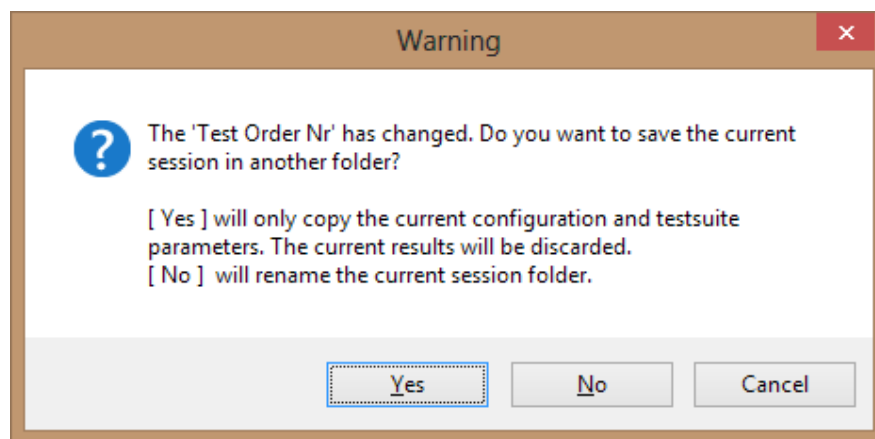 Warning
The 'Test Order Nr' has changed. Do you want to save the current
session in another folder?
[ Yes ] will only copy the current configuration and testsuite
parameters. The current results will be discarded.
[ No ]  will rename the current session folder.
Yes
No
Cancel